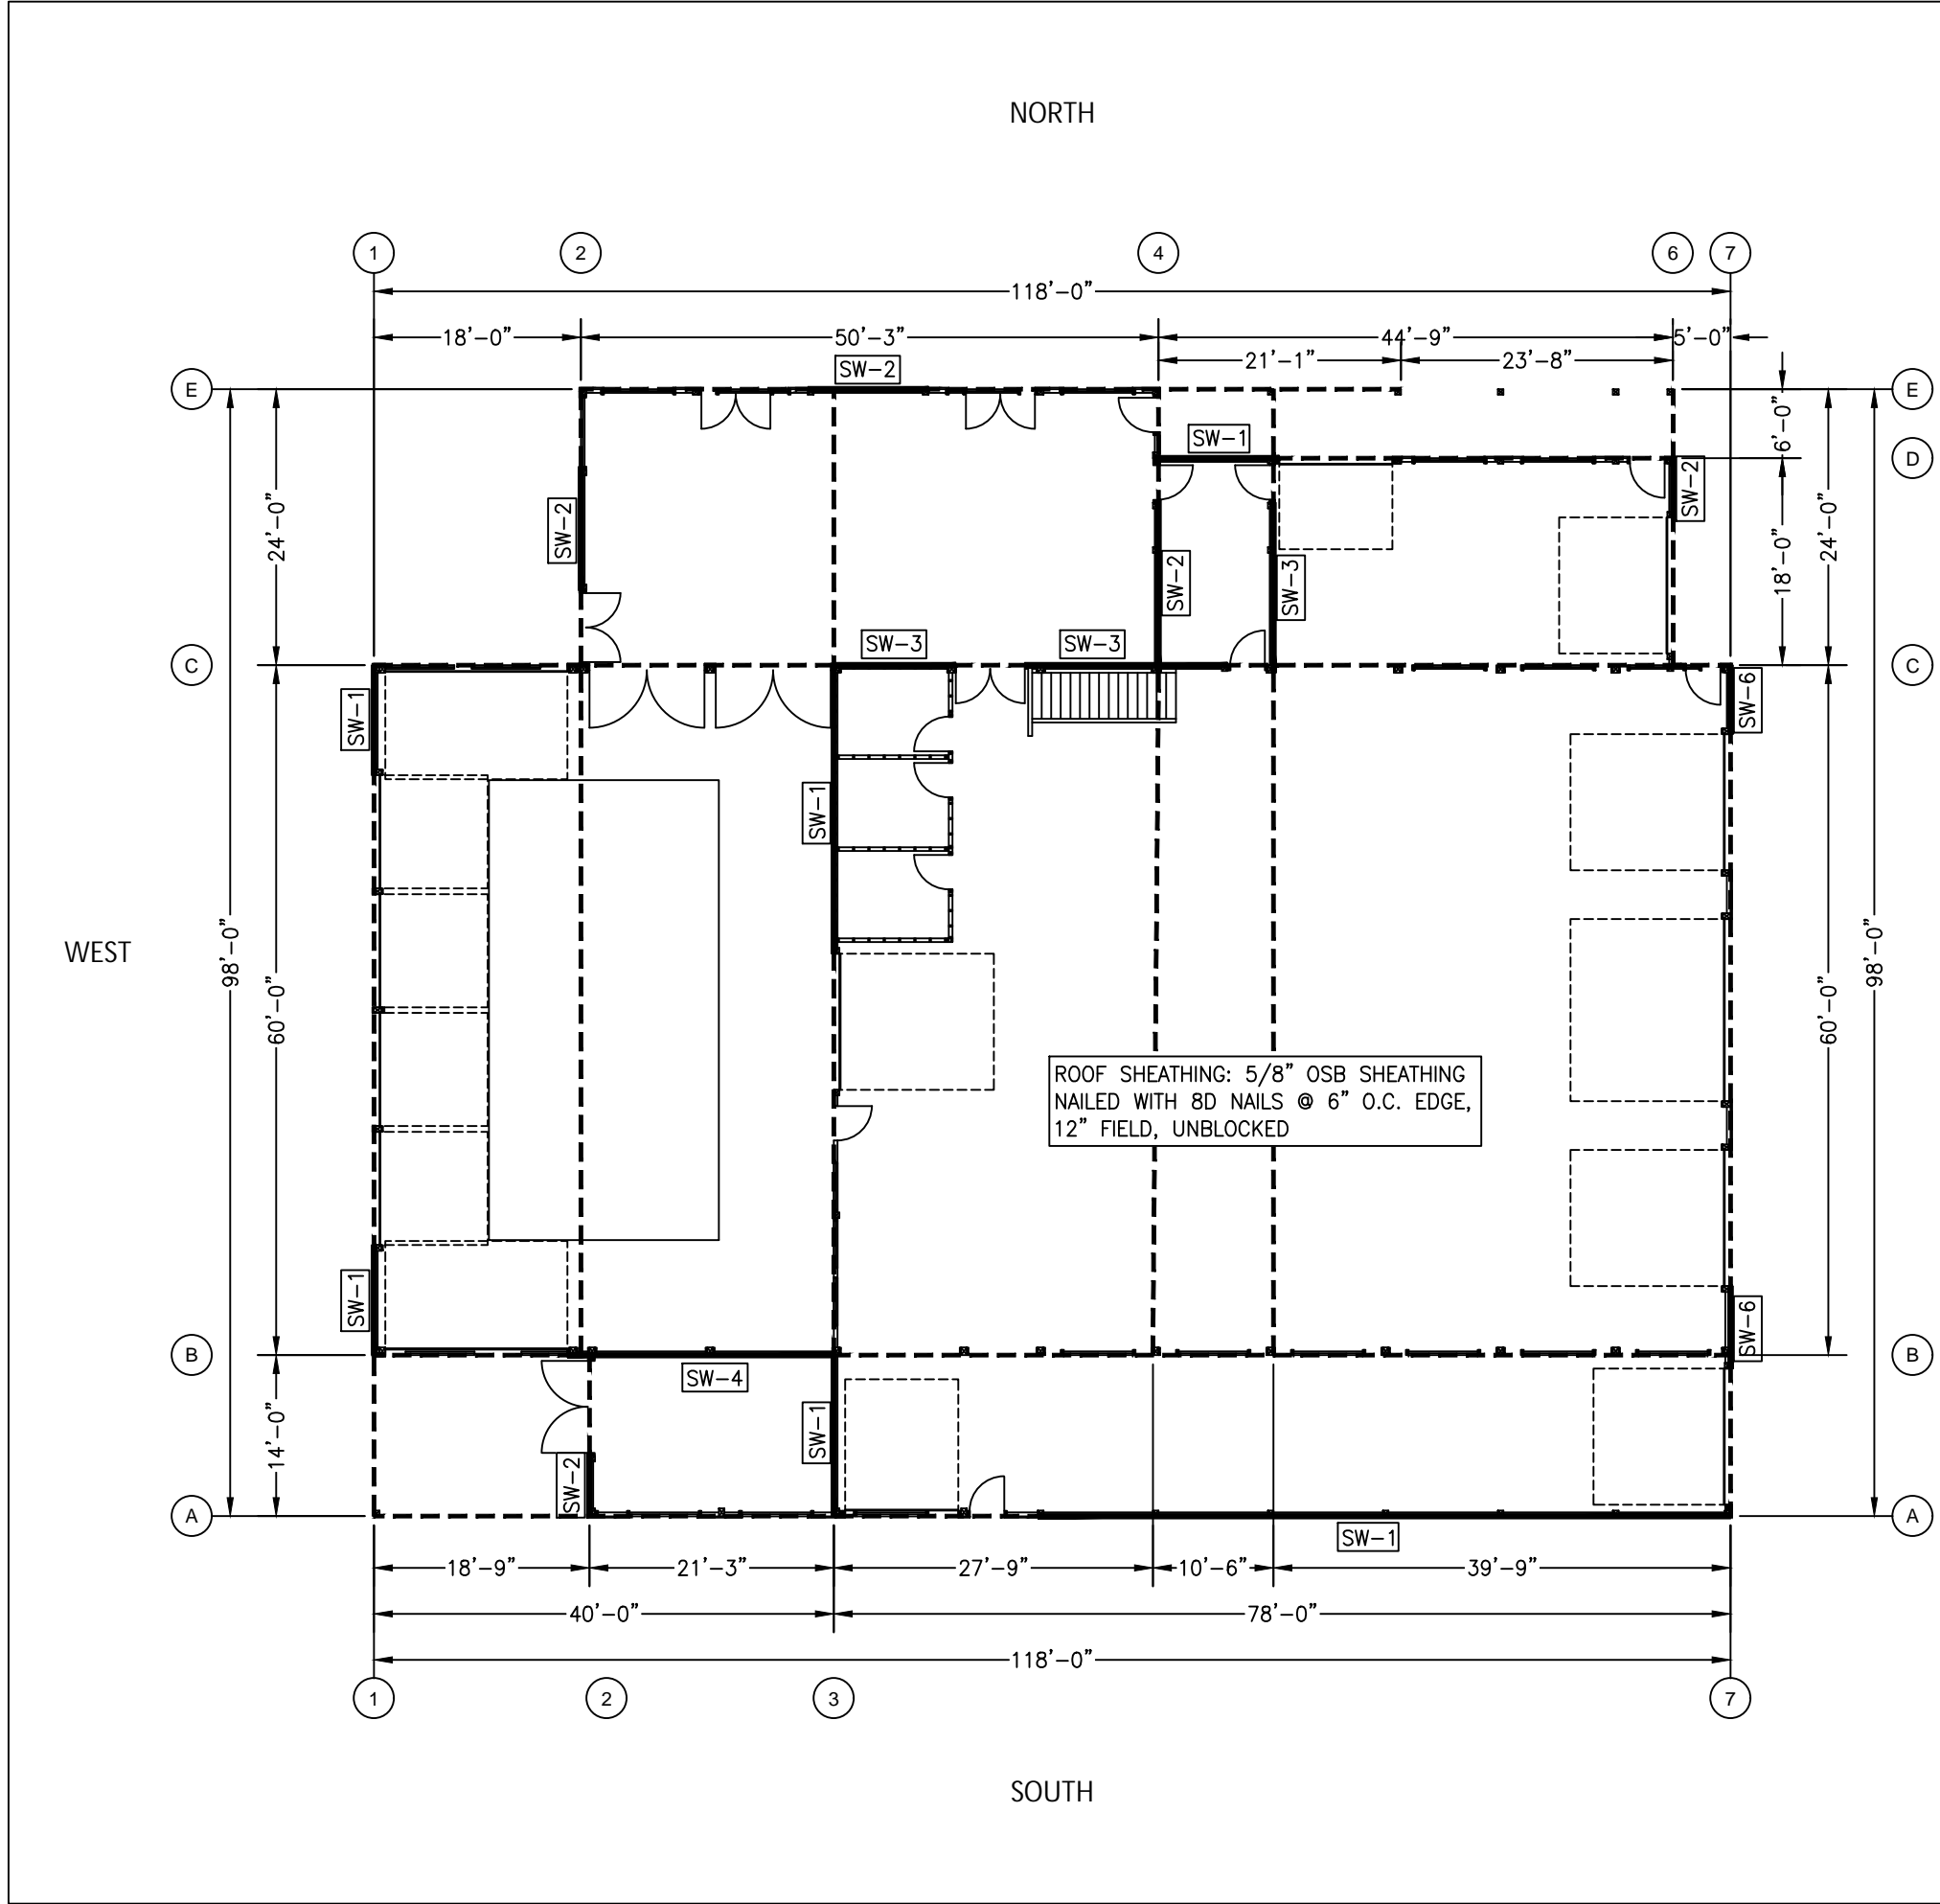 NORTH
1
2
4
6
7
118'-0"
18'-0"
50'-3"
44'-9"
5'-0"
21'-1"
23'-8"
SW-2
E
E
6'-0"
SW-1
D
SW-2
SW-2
24'-0"
24'-0"
18'-0"
SW-2
SW-3
SW-3
SW-3
C
C
SW-1
SW-6
SW-1
WEST
98'-0"
60'-0"
60'-0"
98'-0"
ROOF SHEATHING: 5/8" OSB SHEATHING
NAILED WITH 8D NAILS @ 6" O.C. EDGE,
12" FIELD, UNBLOCKED
SW-1
SW-6
B
B
SW-4
14'-0"
SW-1
SW-2
A
A
SW-1
18'-9"
21'-3"
27'-9"
10'-6"
39'-9"
40'-0"
78'-0"
118'-0"
1
2
3
7
SOUTH